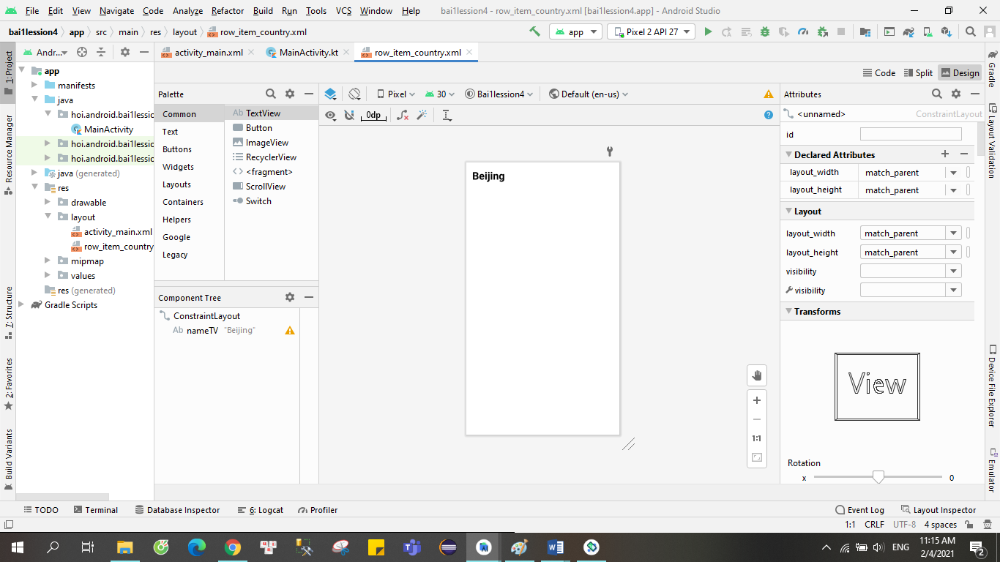 File Edit View Navigate Code Analyze Refactor Build Run Tools VCS Window Help bai1lession4 - row_item_country.xml [bai1lession4.app] - Android Studio
bai1lession4 app src main res layout row_item_country.xml app Pixel 2 API 27
1: Project
Resource Manager
7: Structure
2: Favorites
Build Variants
Andr...
app
manifests
java
hoi.android.bai1lessic
MainActivity
hoi.android.bai1lessic
hoi.android.bai1lessic
java (generated)
res
drawable
layout
activity_main.xml
row_item_country
mipmap
values
res (generated)
Gradle Scripts
activity_main.xml MainActivity.kt row_item_country.xml
Code Split Design
Palette
Common
Text
Buttons
Widgets
Layouts
Containers
Helpers
Google
Legacy
Ab TextView
Button
ImageView
RecyclerView
<> <fragment>
ScrollView
Switch
Component Tree
ConstraintLayout
Ab nameTV "Beijing"
Pixel 30 Bai1lession4 Default (en-us)
0dp
Beijing
1:1
Attributes
<unnamed> ConstraintLayout
id
Declared Attributes
layout_width match_parent
layout_height match_parent
Layout
layout_width match_parent
layout_height match_parent
visibility
visibility
Transforms
View
Rotation
x 0
Gradle
Layout Validation
Device File Explorer
Emulator
TODO Terminal Database Inspector 6: Logcat Profiler Event Log Layout Inspector
1:1 CRLF UTF-8 4 spaces
ENG 11:15 AM
2/4/2021
2